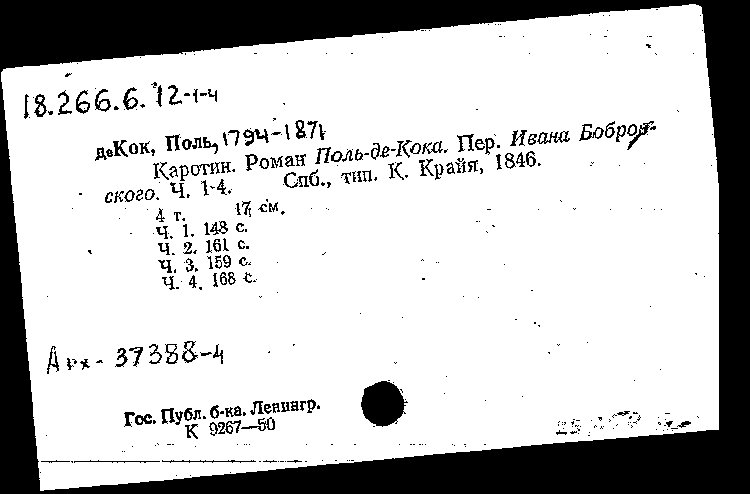 18.266.6.12-1-4
деКок, Поль, 1794-1871
Каротин. Роман Поль-де-Кока. Пер. Ивана Бобров-
ского. Ч. 1-4. Спб., тип. К. Крайя, 1846.
4 т. 17 см.
Ч. 1. 148 с.
Ч. 2. 161 с.
Ч. 3. 159 с.
Ч. 4. 168 с.
Арх- 37388-4
Гос. Публ. б-ка. Ленингр.
К 9267—50